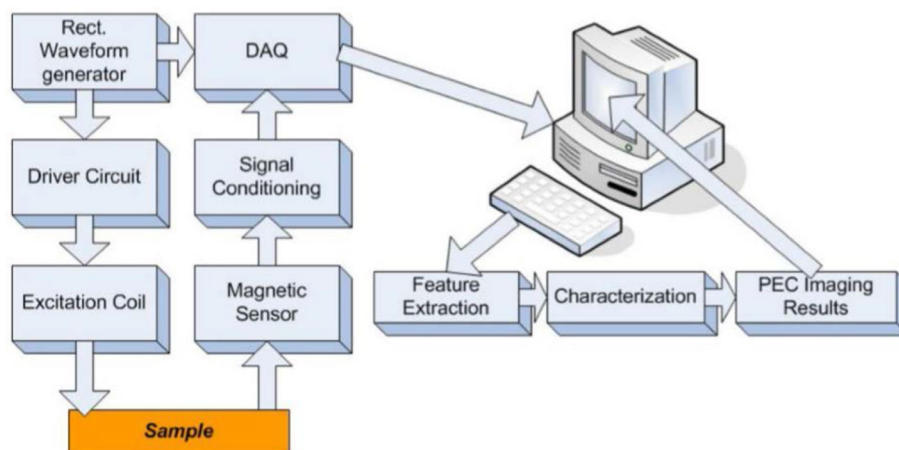 Rect.
Waveform
generator
DAQ
Driver Circuit
Signal
Conditioning
Excitation Coil
Magnetic
Sensor
Feature
Extraction
Characterization
PEC Imaging
Results
Sample